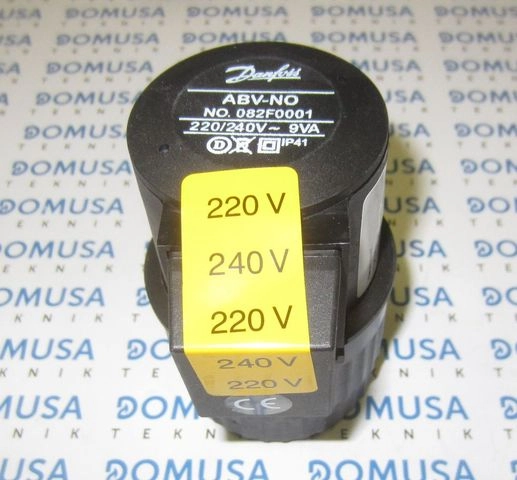 Danfoss
ABV-NO
NO. 082F0001
220/240V~ 9VA
D IP41
220 V
240 V
220 V
240 V
220 V
CE
DOMUSA
TEKNIK